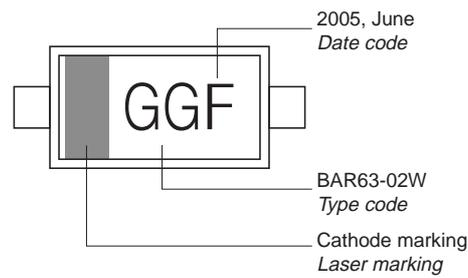 2005, June
Date code
GGF
BAR63-02W
Type code
Cathode marking
Laser marking